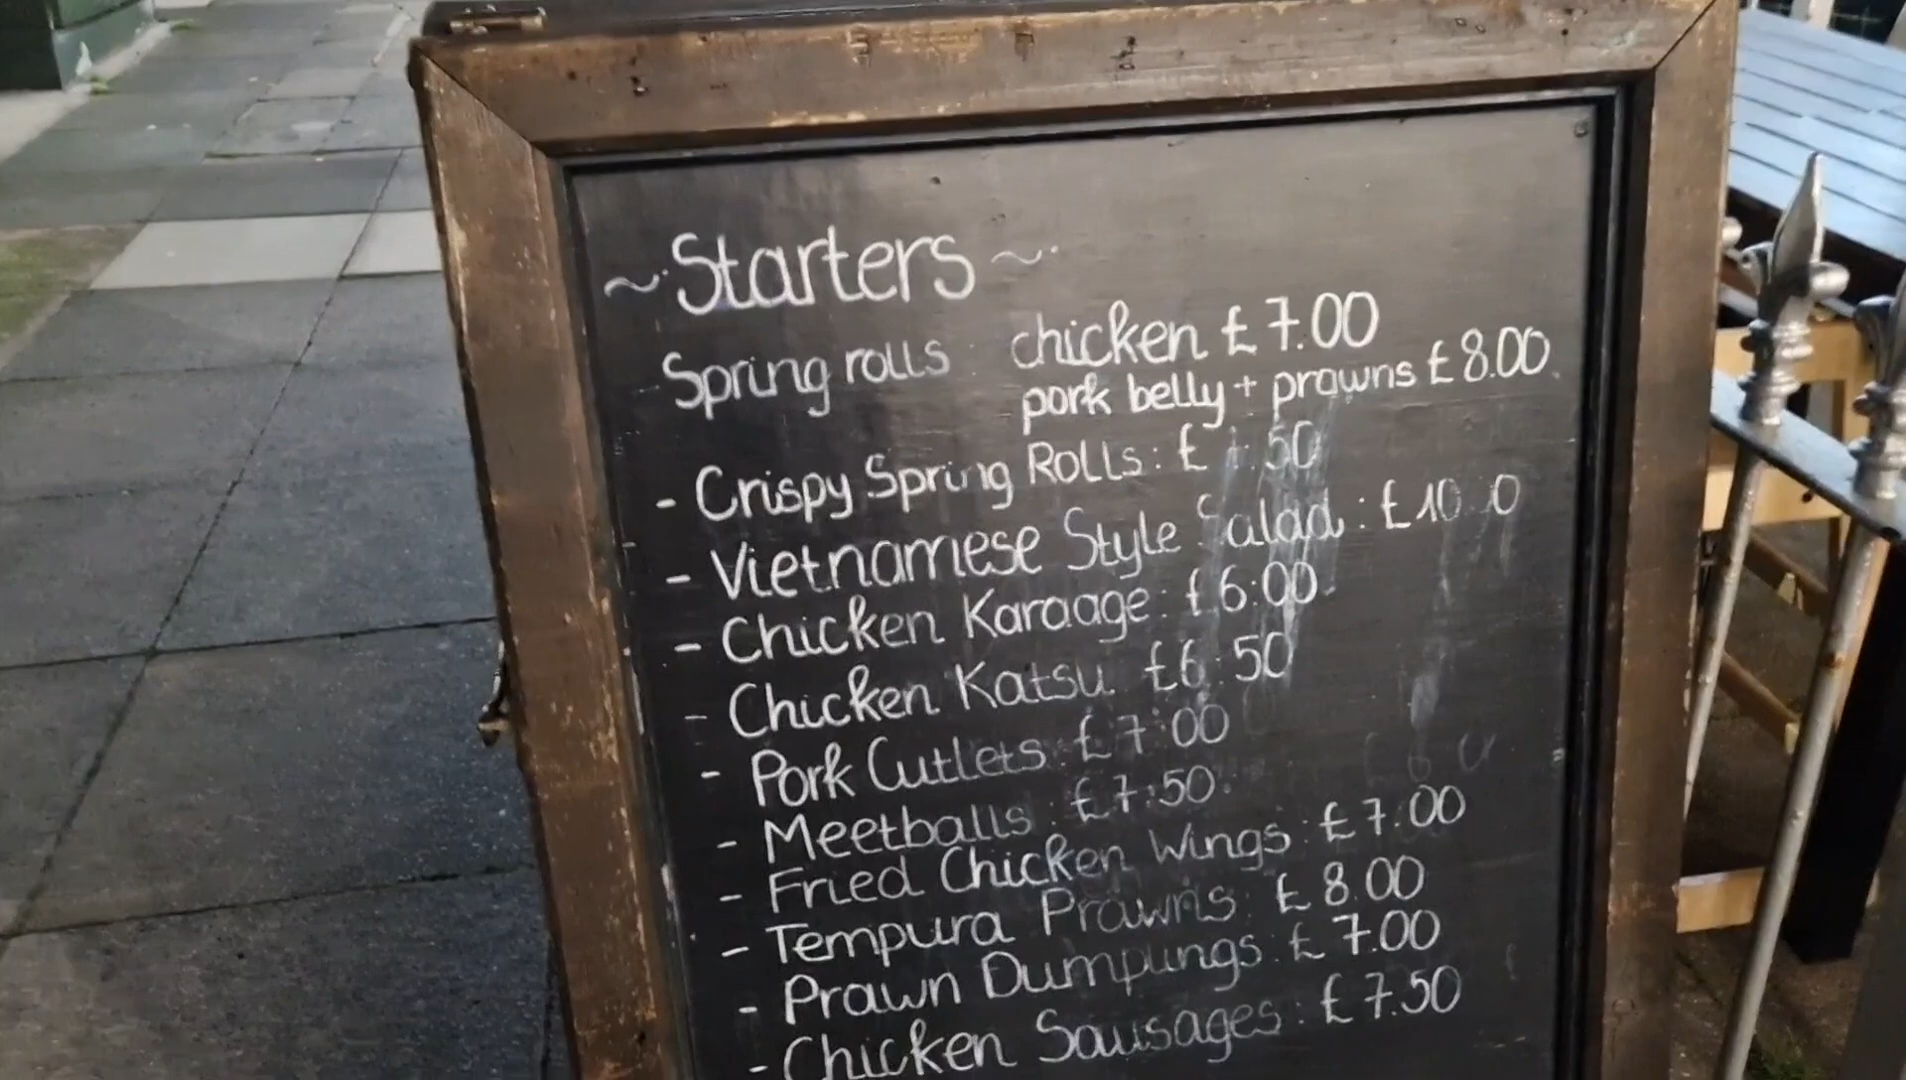 ~ Starters ~
Spring rolls : chicken £7.00
pork belly + prawns £8.00
- Crispy Spring Rolls : £
- Vietnamese Style Salad :
- Chicken Karaage : £6:00
- Chicken Katsu £6:50
- Pork Cutlets : £7:00
- Meetballs : £7:50
- Fried Chicken Wings : £7.00
- Tempura Prawns : £8.00
- Prawn Dumplings : £7.00
- Chicken Sausages : £7.50